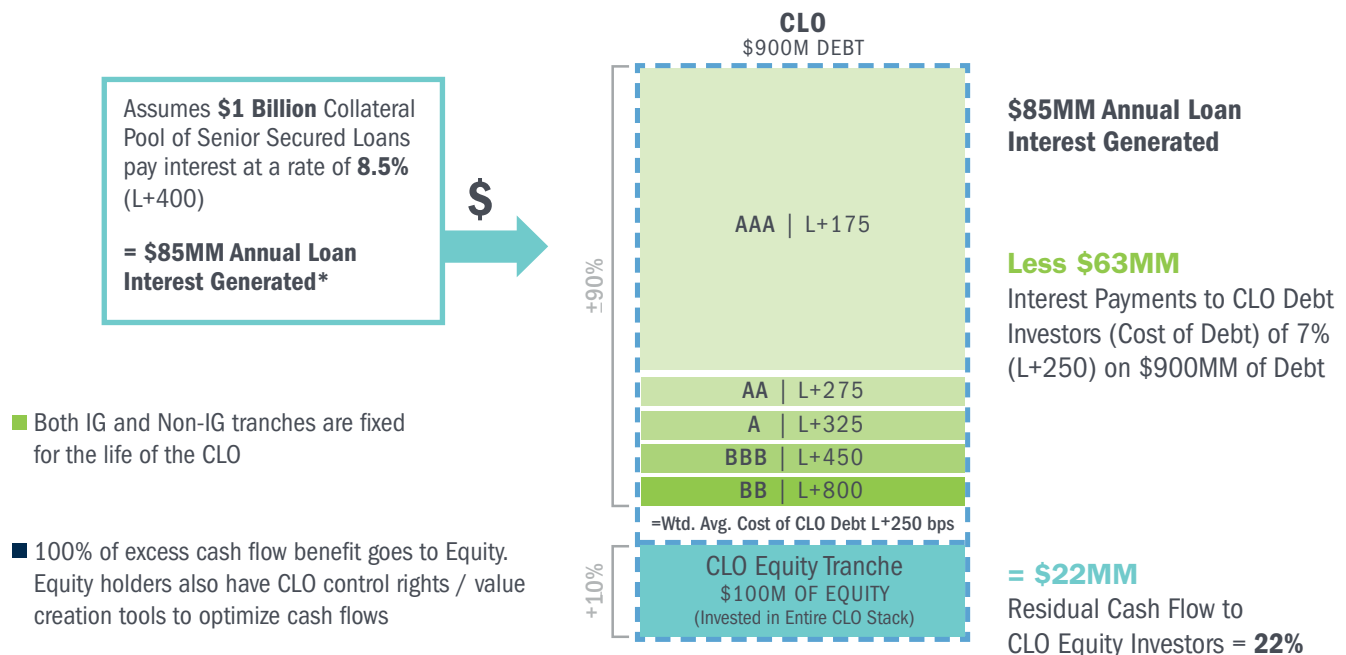 CLO
$900M DEBT
Assumes $1 Billion Collateral
Pool of Senior Secured Loans
pay interest at a rate of 8.5%
(L+400)
= $85MM Annual Loan
Interest Generated*
$
±90%
AAA | L+175
AA | L+275
A | L+325
BBB | L+450
BB | L+800
=Wtd. Avg. Cost of CLO Debt L+250 bps
+10%
CLO Equity Tranche
$100M OF EQUITY
(Invested in Entire CLO Stack)
$85MM Annual Loan
Interest Generated
Less $63MM
Interest Payments to CLO Debt
Investors (Cost of Debt) of 7%
(L+250) on $900MM of Debt
= $22MM
Residual Cash Flow to
CLO Equity Investors = 22%
Both IG and Non-IG tranches are fixed
for the life of the CLO
100% of excess cash flow benefit goes to Equity.
Equity holders also have CLO control rights / value
creation tools to optimize cash flows